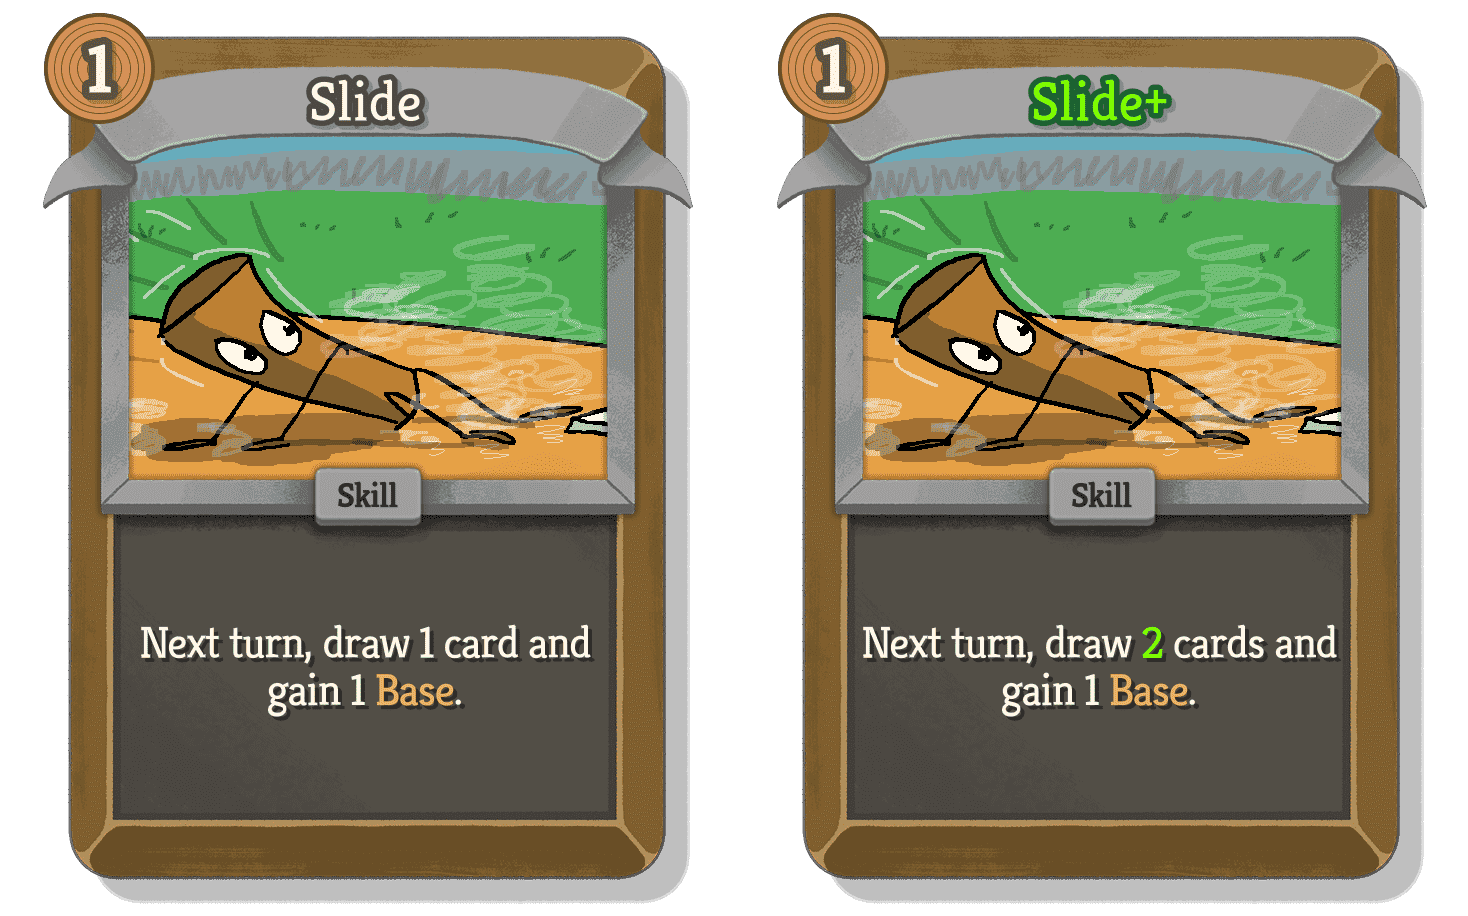 1
Slide
Skill
Next turn, draw 1 card and
gain 1 Base.
1
Slide+
Skill
Next turn, draw 2 cards and
gain 1 Base.